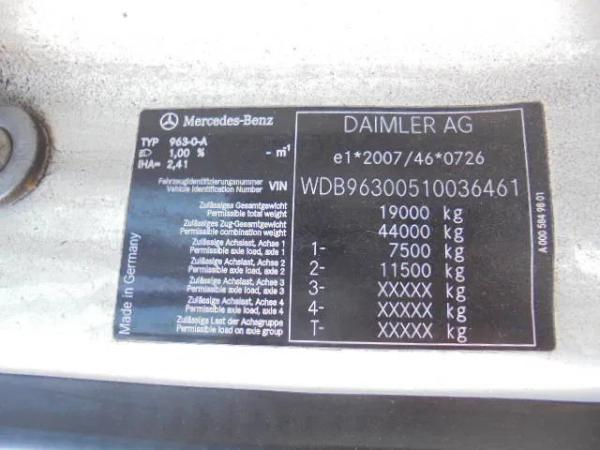 Mercedes-Benz
TYP 963-0-A
1,00 % - m⁻¹
IHA= 2,41
Fahrzeugidentifizierungsnummer
Vehicle Identification Number VIN
Zulässiges Gesamtgewicht
Permissible total weight
Zulässiges Zug-Gesamtgewicht
Permissible combination weight
Zulässige Achslast, Achse 1
Permissible axle load, axle 1
Zulässige Achslast, Achse 2
Permissible axle load, axle 2
Zulässige Achslast, Achse 3
Permissible axle load, axle 3
Zulässige Achslast, Achse 4
Permissible axle load, axle 4
Zulässige Last der Achsgruppe
Permissible load on axle group
Made in Germany
DAIMLER AG
e1*2007/46*0726
WDB96300510036461
19000 kg
44000 kg
1- 7500 kg
2- 11500 kg
3- XXXXX kg
4- XXXXX kg
T- XXXXX kg
A 000 584 98 01